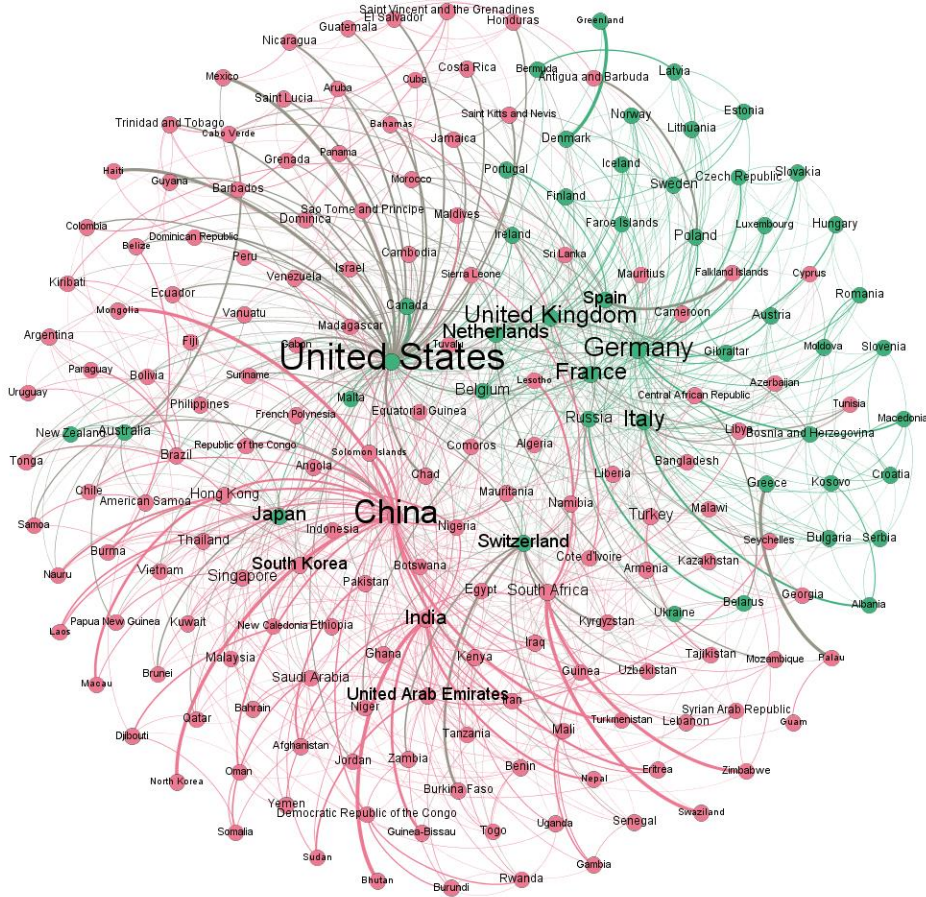 Saint Vincent and the Grenadines
El Salvador
Honduras
Greenland
Guatemala
Nicaragua
Mexico
Aruba
Cuba
Costa Rica
Bermuda
Antigua and Barbuda
Latvia
Saint Lucia
Estonia
Trinidad and Tobago
Cabo Verde
Bahamas
Saint Kitts and Nevis
Norway
Lithuania
Panama
Jamaica
Denmark
Grenada
Haiti
Guyana
Barbados
Morocco
Portugal
Iceland
Czech Republic
Slovakia
Finland
Sweden
Colombia
Dominica
Sao Tome and Principe
Maldives
Faroe Islands
Luxembourg
Hungary
Belize
Dominican Republic
Ireland
Poland
Peru
Israel
Cambodia
Sri Lanka
Kiribati
Venezuela
Sierra Leone
Mauritius
Falkland Islands
Cyprus
Ecuador
Mongolia
Canada
Spain
Romania
Vanuatu
Madagascar
United Kingdom
Cameroon
Austria
Argentina
Fiji
Gabon
Tuvalu
Netherlands
Germany
Gibraltar
Moldova
Slovenia
United States
Paraguay
Bolivia
Suriname
Lesotho
France
Azerbaijan
Uruguay
Malta
Belgium
Central African Republic
Philippines
French Polynesia
Equatorial Guinea
Russia
Italy
Tunisia
New Zealand
Australia
Libya
Bosnia and Herzegovina
Macedonia
Tonga
Brazil
Republic of the Congo
Solomon Islands
Comoros
Algeria
Bangladesh
Angola
Chad
Liberia
Greece
Kosovo
Croatia
Chile
American Samoa
Hong Kong
Mauritania
Namibia
Samoa
Japan
Indonesia
China
Nigeria
Turkey
Malawi
Burma
Thailand
Switzerland
Seychelles
Bulgaria
Serbia
Nauru
Vietnam
Singapore
South Korea
Pakistan
Botswana
Cote d'Ivoire
Armenia
Kazakhstan
Egypt
South Africa
Georgia
Laos
Papua New Guinea
Kuwait
New Caledonia
Ethiopia
India
Kyrgyzstan
Ukraine
Belarus
Albania
Iraq
Macau
Brunei
Malaysia
Ghana
Kenya
Guinea
Uzbekistan
Tajikistan
Mozambique
Palau
Saudi Arabia
United Arab Emirates
Iran
Djibouti
Qatar
Bahrain
Niger
Turkmenistan
Lebanon
Syrian Arab Republic
Guam
Tanzania
Mali
Afghanistan
Jordan
Zambia
Benin
Eritrea
Zimbabwe
North Korea
Oman
Nepal
Burkina Faso
Yemen
Democratic Republic of the Congo
Swaziland
Somalia
Guinea-Bissau
Togo
Uganda
Senegal
Sudan
Gambia
Bhutan
Burundi
Rwanda